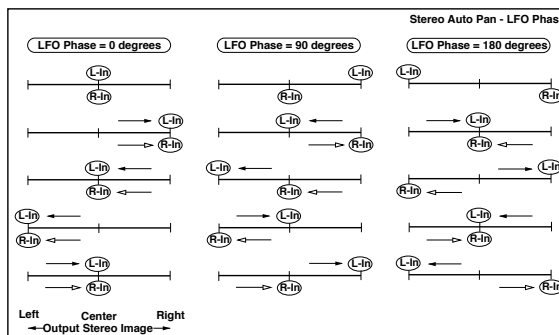 Stereo Auto Pan - LFO Phas
LFO Phase = 0 degrees
LFO Phase = 90 degrees
LFO Phase = 180 degrees
L-In
R-In
L-In
R-In
L-In
R-In
L-In
R-In
L-In
R-In
L-In
R-In
L-In
R-In
L-In
R-In
L-In
R-In
L-In
R-In
L-In
R-In
L-In
R-In
L-In
R-In
L-In
R-In
L-In
R-In
Left Center Right
Output Stereo Image